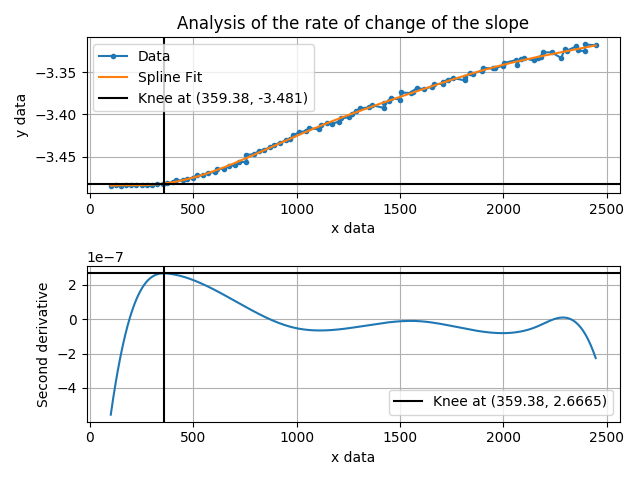 Analysis of the rate of change of the slope
Data
Spline Fit
Knee at (359.38, -3.481)
y data
−3.35
−3.40
−3.45
0 500 1000 1500 2000 2500
x data
1e−7
Second derivative
2
0
−2
−4
Knee at (359.38, 2.6665)
0 500 1000 1500 2000 2500
x data